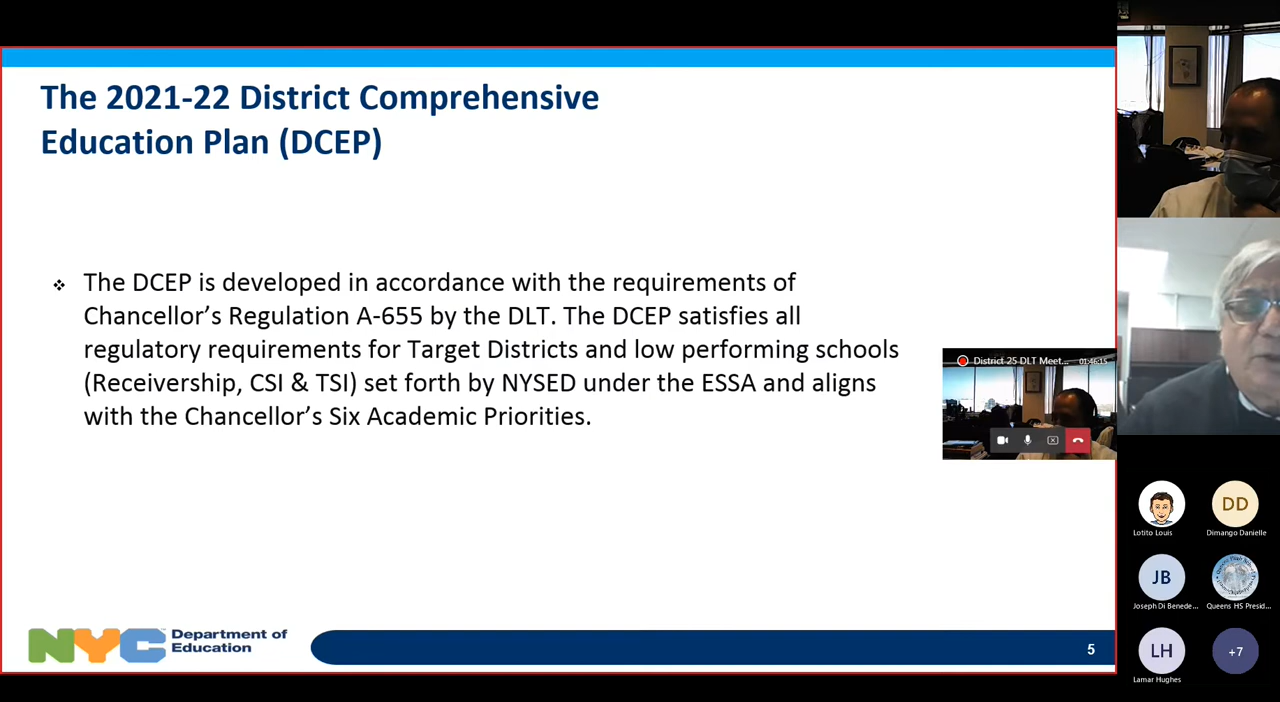 The 2021-22 District Comprehensive
Education Plan (DCEP)
❖ The DCEP is developed in accordance with the requirements of
Chancellor's Regulation A-655 by the DLT. The DCEP satisfies all
regulatory requirements for Target Districts and low performing schools
(Receivership, CSI & TSI) set forth by NYSED under the ESSA and aligns
with the Chancellor's Six Academic Priorities.
District 25 DLT Meet... 01:46:15
NYC Department of
Education
5
Lotito Louis
DD
Dimango Danielle
JB
Joseph Di Benede...
Queens HS Presid...
LH
Lamar Hughes
+7